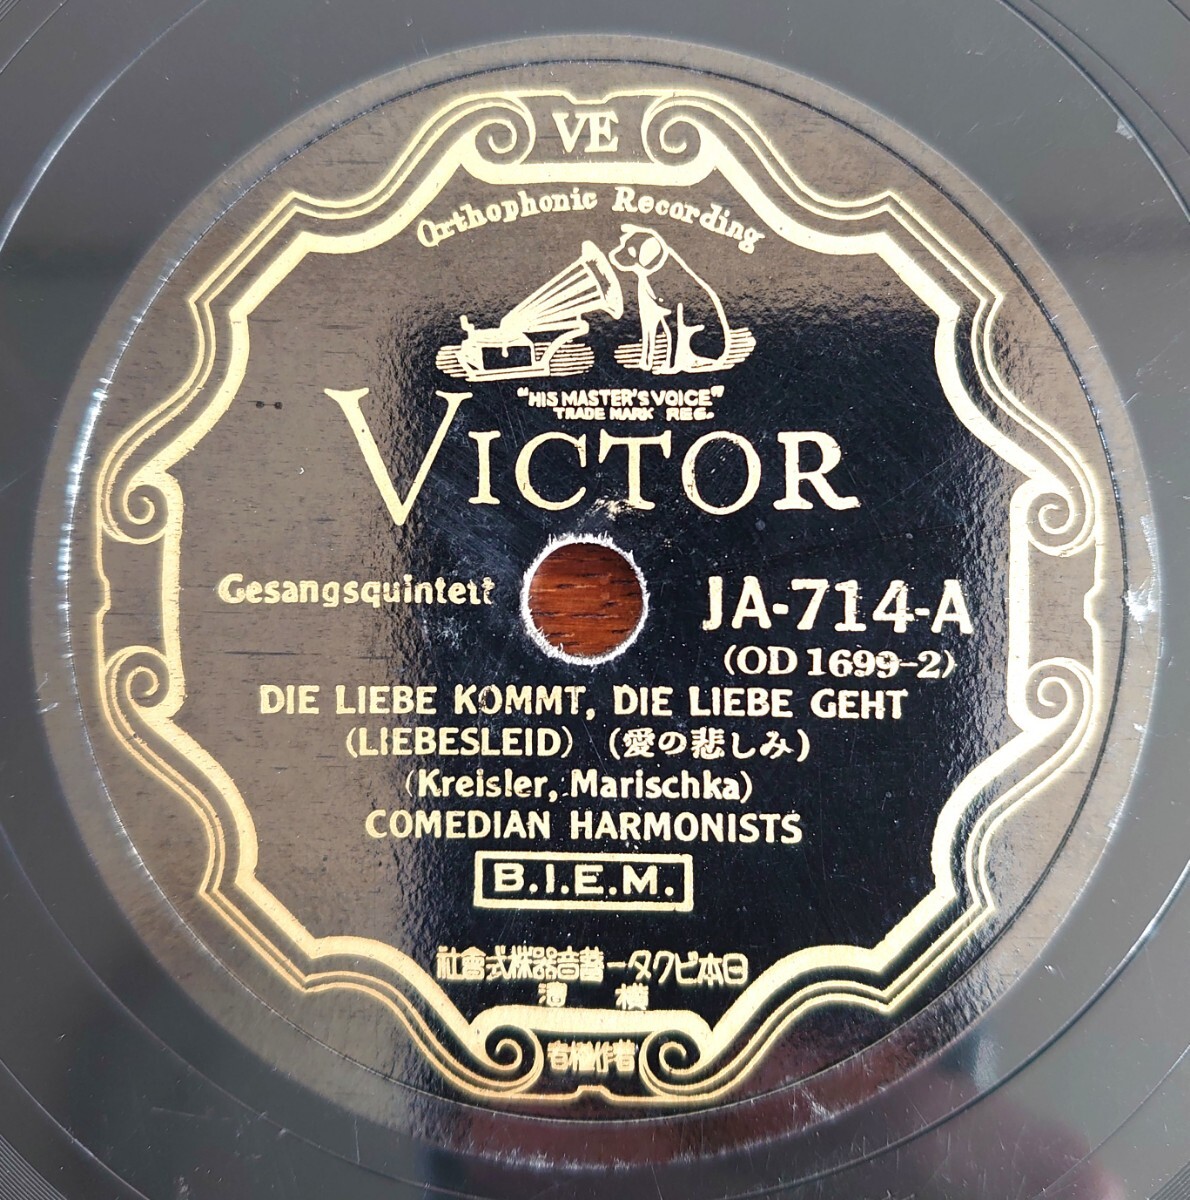 VE
Orthophonic Recording
"HIS MASTER'S VOICE"
TRADE MARK REG.
VICTOR
Gesangsquintett
JA-714-A
(OD 1699-2)
DIE LIEBE KOMMT, DIE LIEBE GEHT
(LIEBESLEID) (愛の悲しみ)
(Kreisler, Marischka)
COMEDIAN HARMONISTS
B.I.E.M.
社會式株器音蓄ータクビ本日
濱 橫
者權作著